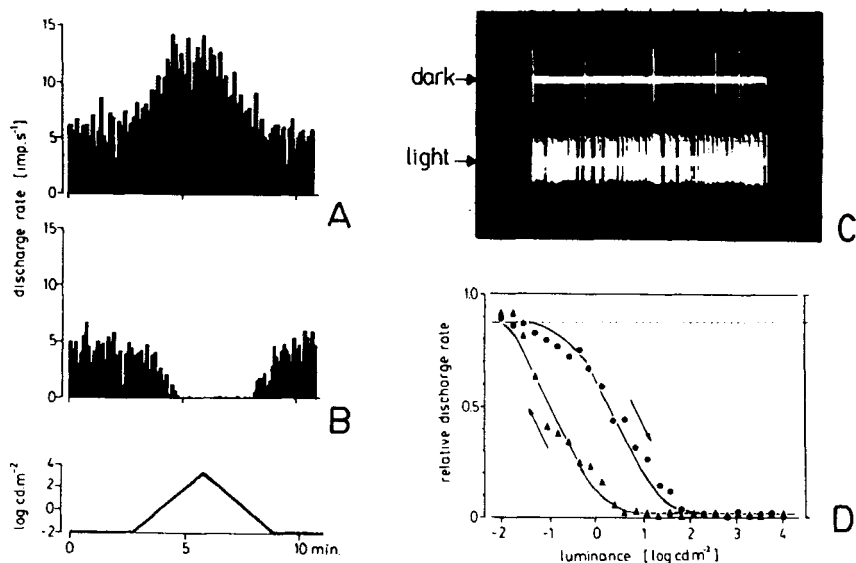 15
10
5
0
A
15
10
5
0
B
discharge rate [imp.s⁻¹]
4
2
0
-2
log cd.m⁻²
0 5 10 min.
dark
light
C
1.0
0.5
0
relative discharge rate
D
-2 -1 0 1 2 3 4
luminance [log cd m⁻²]